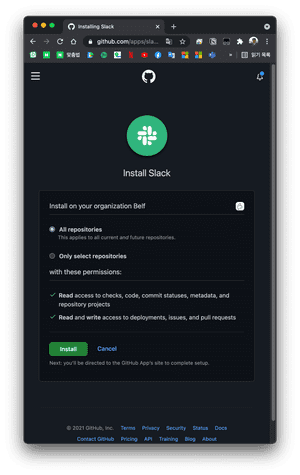 Installing Slack
github.com/apps/sla...
맞춤법
읽기 목록
Install Slack
Install on your organization Belf
All repositories
This applies to all current and future repositories.
Only select repositories
with these permissions:
Read access to checks, code, commit statuses, metadata, and
repository projects
Read and write access to deployments, issues, and pull requests
Install Cancel
Next: you'll be directed to the GitHub App's site to complete setup.
© 2021 GitHub, Inc. Terms Privacy Security Status Docs
Contact GitHub Pricing API Training Blog About